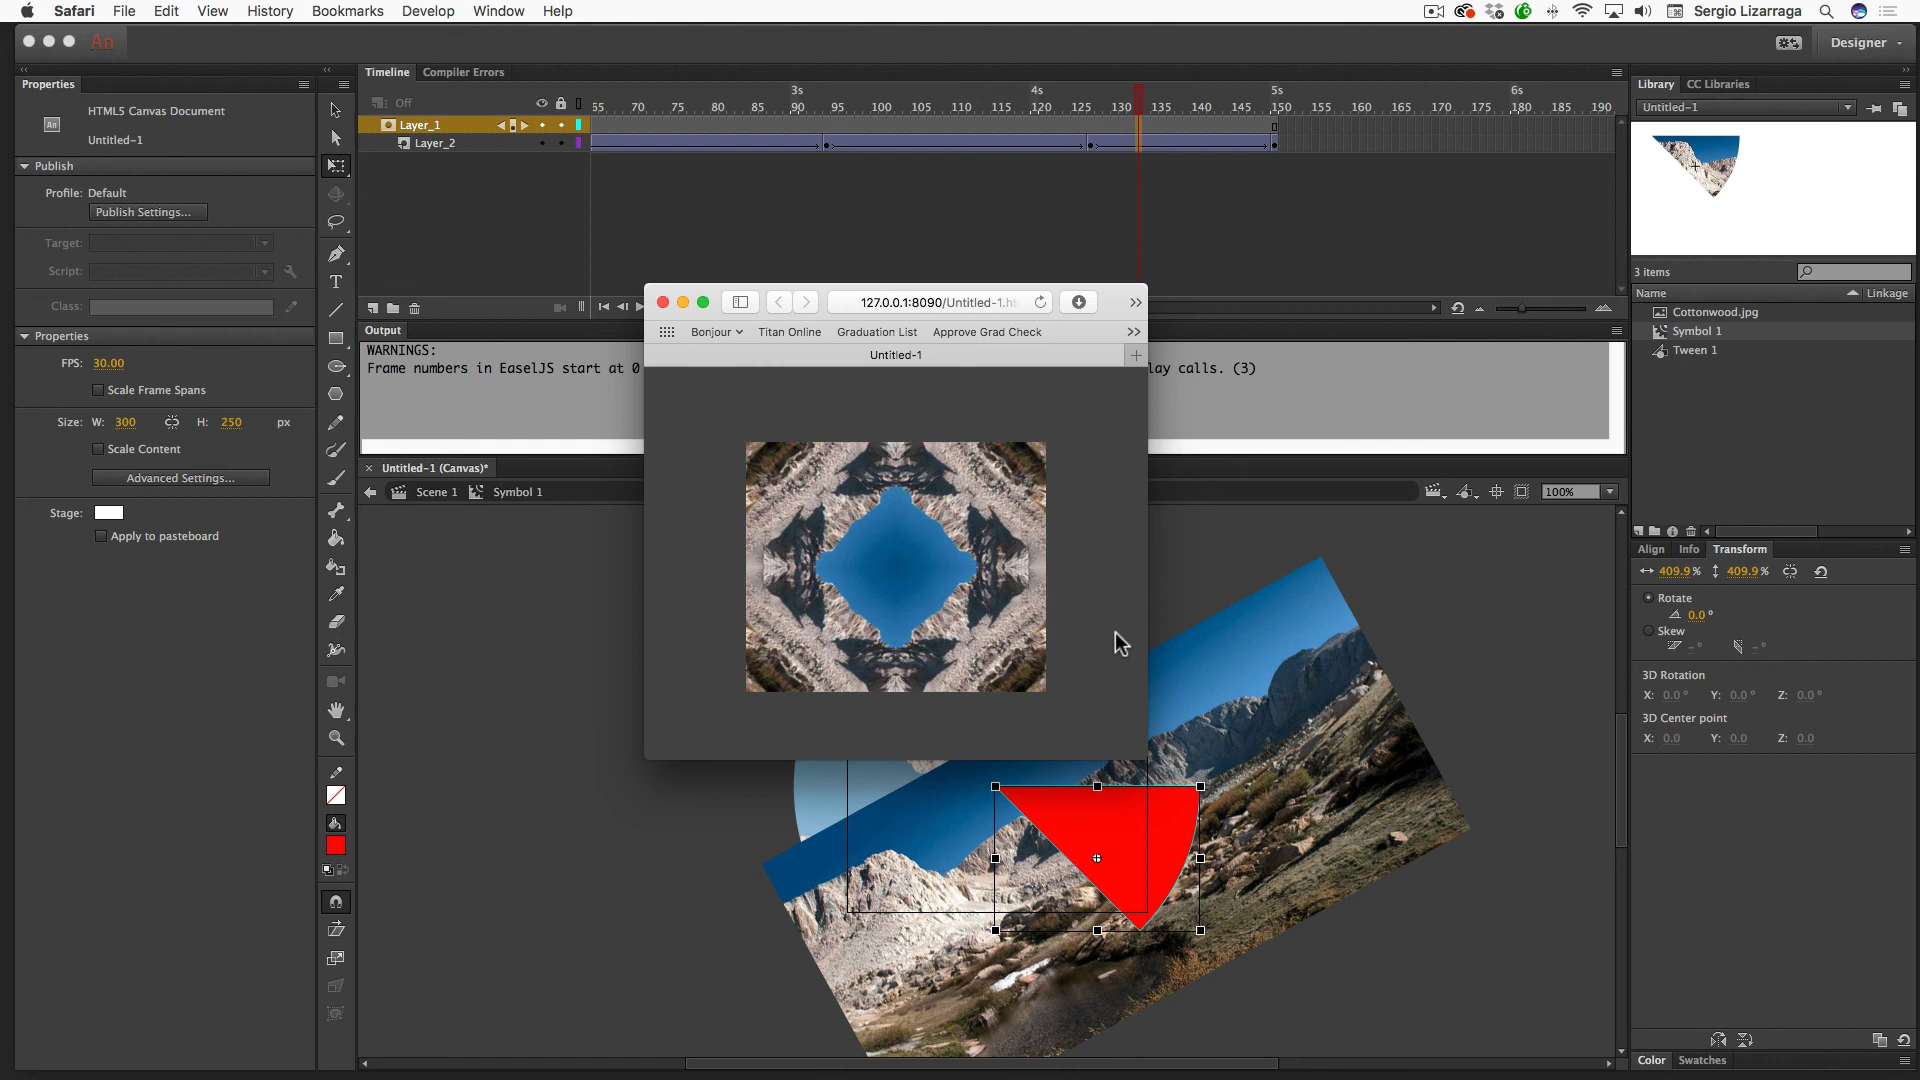 Safari File Edit View History Bookmarks Develop Window Help Sergio Lizarraga
An Designer
Properties
HTML5 Canvas Document
An
Untitled-1
Publish
Profile: Default
Publish Settings...
Target:
Script:
Class:
Properties
FPS: 30.00
Scale Frame Spans
Size: W: 300 H: 250 px
Scale Content
Advanced Settings...
Stage:
Apply to pasteboard
Timeline Compiler Errors
Off
3s 4s 5s 6s
65 70 75 80 85 90 95 100 105 110 115 120 125 130 135 140 145 150 155 160 165 170 175 180 185 190
Layer_1
Layer_2
Output
WARNINGS:
Frame numbers in EaselJS start at 0
lay calls. (3)
127.0.0.1:8090/Untitled-1.ht
Bonjour Titan Online Graduation List Approve Grad Check
Untitled-1
Untitled-1 (Canvas)*
Scene 1 Symbol 1
100%
Library CC Libraries
Untitled-1
3 items
Name Linkage
Cottonwood.jpg
Symbol 1
Tween 1
Align Info Transform
409.9 % 409.9 %
Rotate
0.0 °
Skew
3D Rotation
X: 0.0 ° Y: 0.0 ° Z: 0.0 °
3D Center point
X: 0.0 Y: 0.0 Z: 0.0
Color Swatches